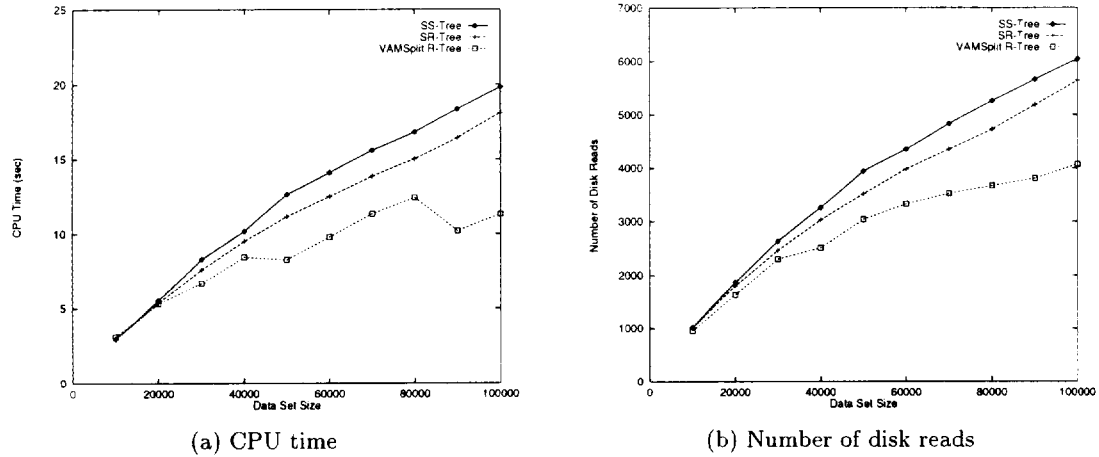 25
20
15
10
5
0
CPU Time (sec)
SS-Tree
SR-Tree
VAMSplit R-Tree
0 20000 40000 60000 80000 100000
Data Set Size
(a) CPU time
7000
6000
5000
4000
3000
2000
1000
0
Number of Disk Reads
SS-Tree
SR-Tree
VAMSplit R-Tree
0 20000 40000 60000 80000 100000
Data Set Size
(b) Number of disk reads